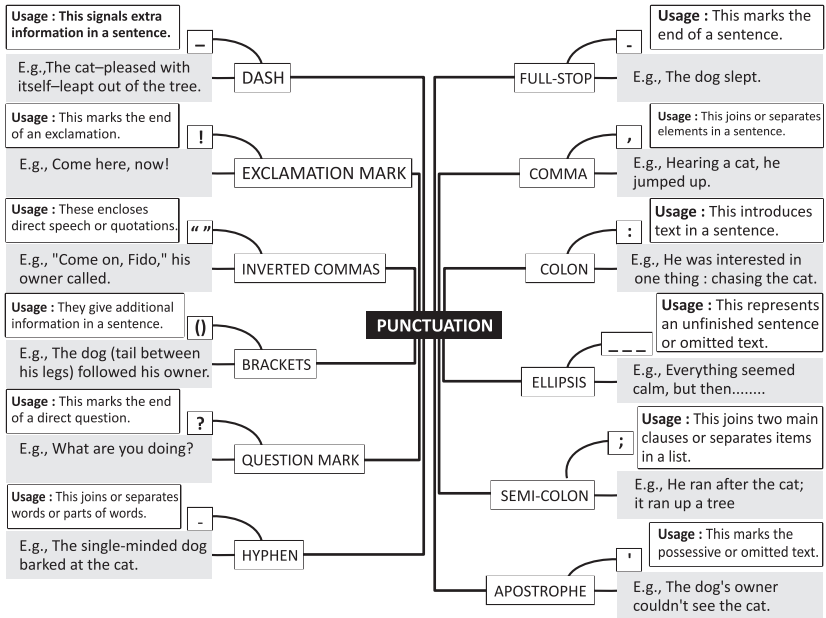 Usage : This signals extra
information in a sentence.
–
E.g.,The cat–pleased with
itself–leapt out of the tree.
DASH
Usage : This marks the end
of an exclamation.
!
E.g., Come here, now!
EXCLAMATION MARK
Usage : These encloses
direct speech or quotations.
“ ”
E.g., "Come on, Fido," his
owner called.
INVERTED COMMAS
Usage : They give additional
information in a sentence.
()
E.g., The dog (tail between
his legs) followed his owner.
BRACKETS
Usage : This marks the end
of a direct question.
?
E.g., What are you doing?
QUESTION MARK
Usage : This joins or separates
words or parts of words.
-
E.g., The single-minded dog
barked at the cat.
HYPHEN
PUNCTUATION
Usage : This marks the
end of a sentence.
-
FULL-STOP
E.g., The dog slept.
Usage : This joins or separates
elements in a sentence.
,
COMMA
E.g., Hearing a cat, he
jumped up.
Usage : This introduces
text in a sentence.
:
COLON
E.g., He was interested in
one thing : chasing the cat.
Usage : This represents
an unfinished sentence
or omitted text.
_ _ _
ELLIPSIS
E.g., Everything seemed
calm, but then........
Usage : This joins two main
clauses or separates items
in a list.
;
SEMI-COLON
E.g., He ran after the cat;
it ran up a tree
Usage : This marks the
possessive or omitted text.
'
APOSTROPHE
E.g., The dog's owner
couldn't see the cat.